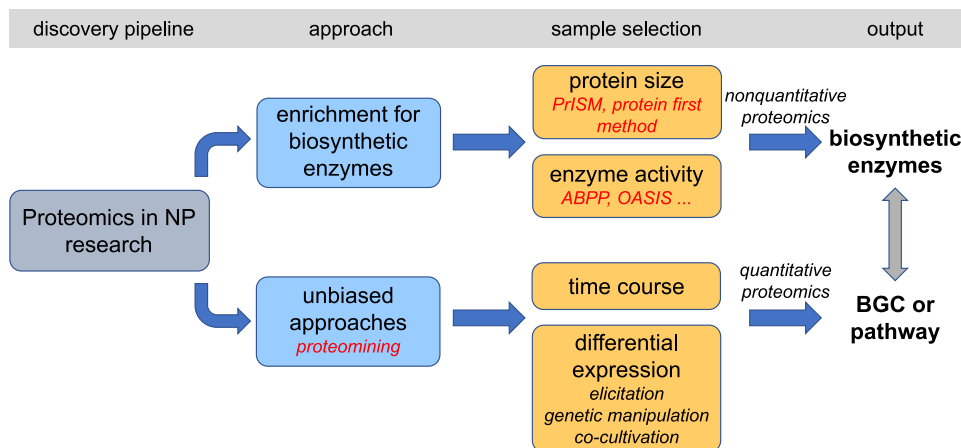 discovery pipeline
approach
sample selection
output
Proteomics in NP
research
enrichment for
biosynthetic
enzymes
protein size
PrISM, protein first
method
enzyme activity
ABPP, OASIS ...
nonquantitative
proteomics
biosynthetic
enzymes
unbiased
approaches
proteomining
time course
differential
expression
elicitation
genetic manipulation
co-cultivation
quantitative
proteomics
BGC or
pathway